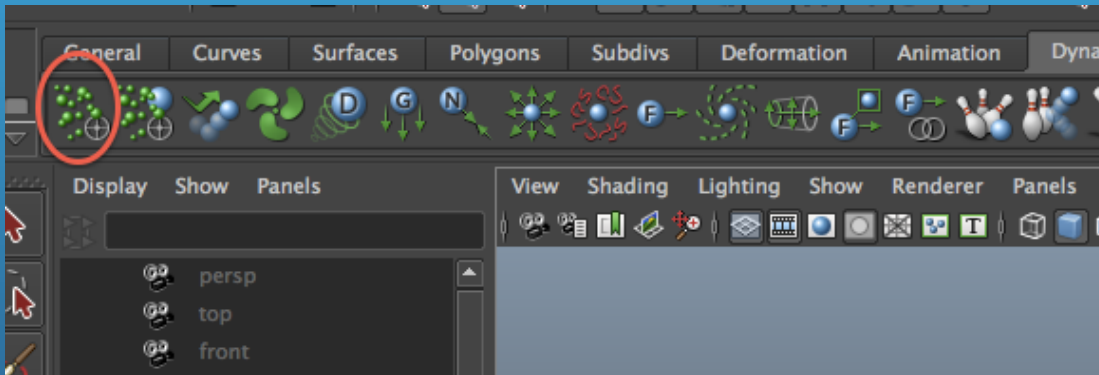 General Curves Surfaces Polygons Subdivs Deformation Animation Dyna
D G N F F F
Display Show Panels
View Shading Lighting Show Renderer Panels
T
persp
top
front